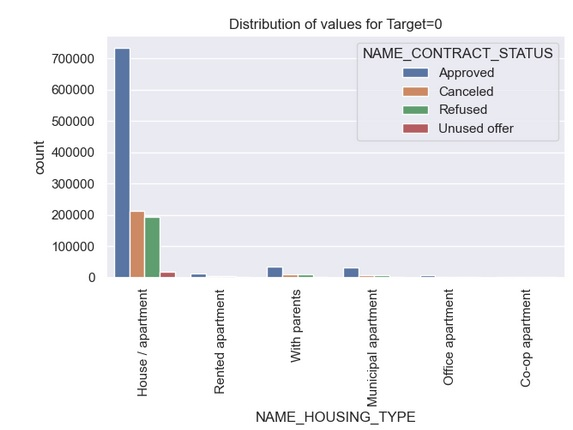 Distribution of values for Target=0
NAME_CONTRACT_STATUS
Approved
Canceled
Refused
Unused offer
count
700000
600000
500000
400000
300000
200000
100000
0
House / apartment
Rented apartment
With parents
Municipal apartment
Office apartment
Co-op apartment
NAME_HOUSING_TYPE